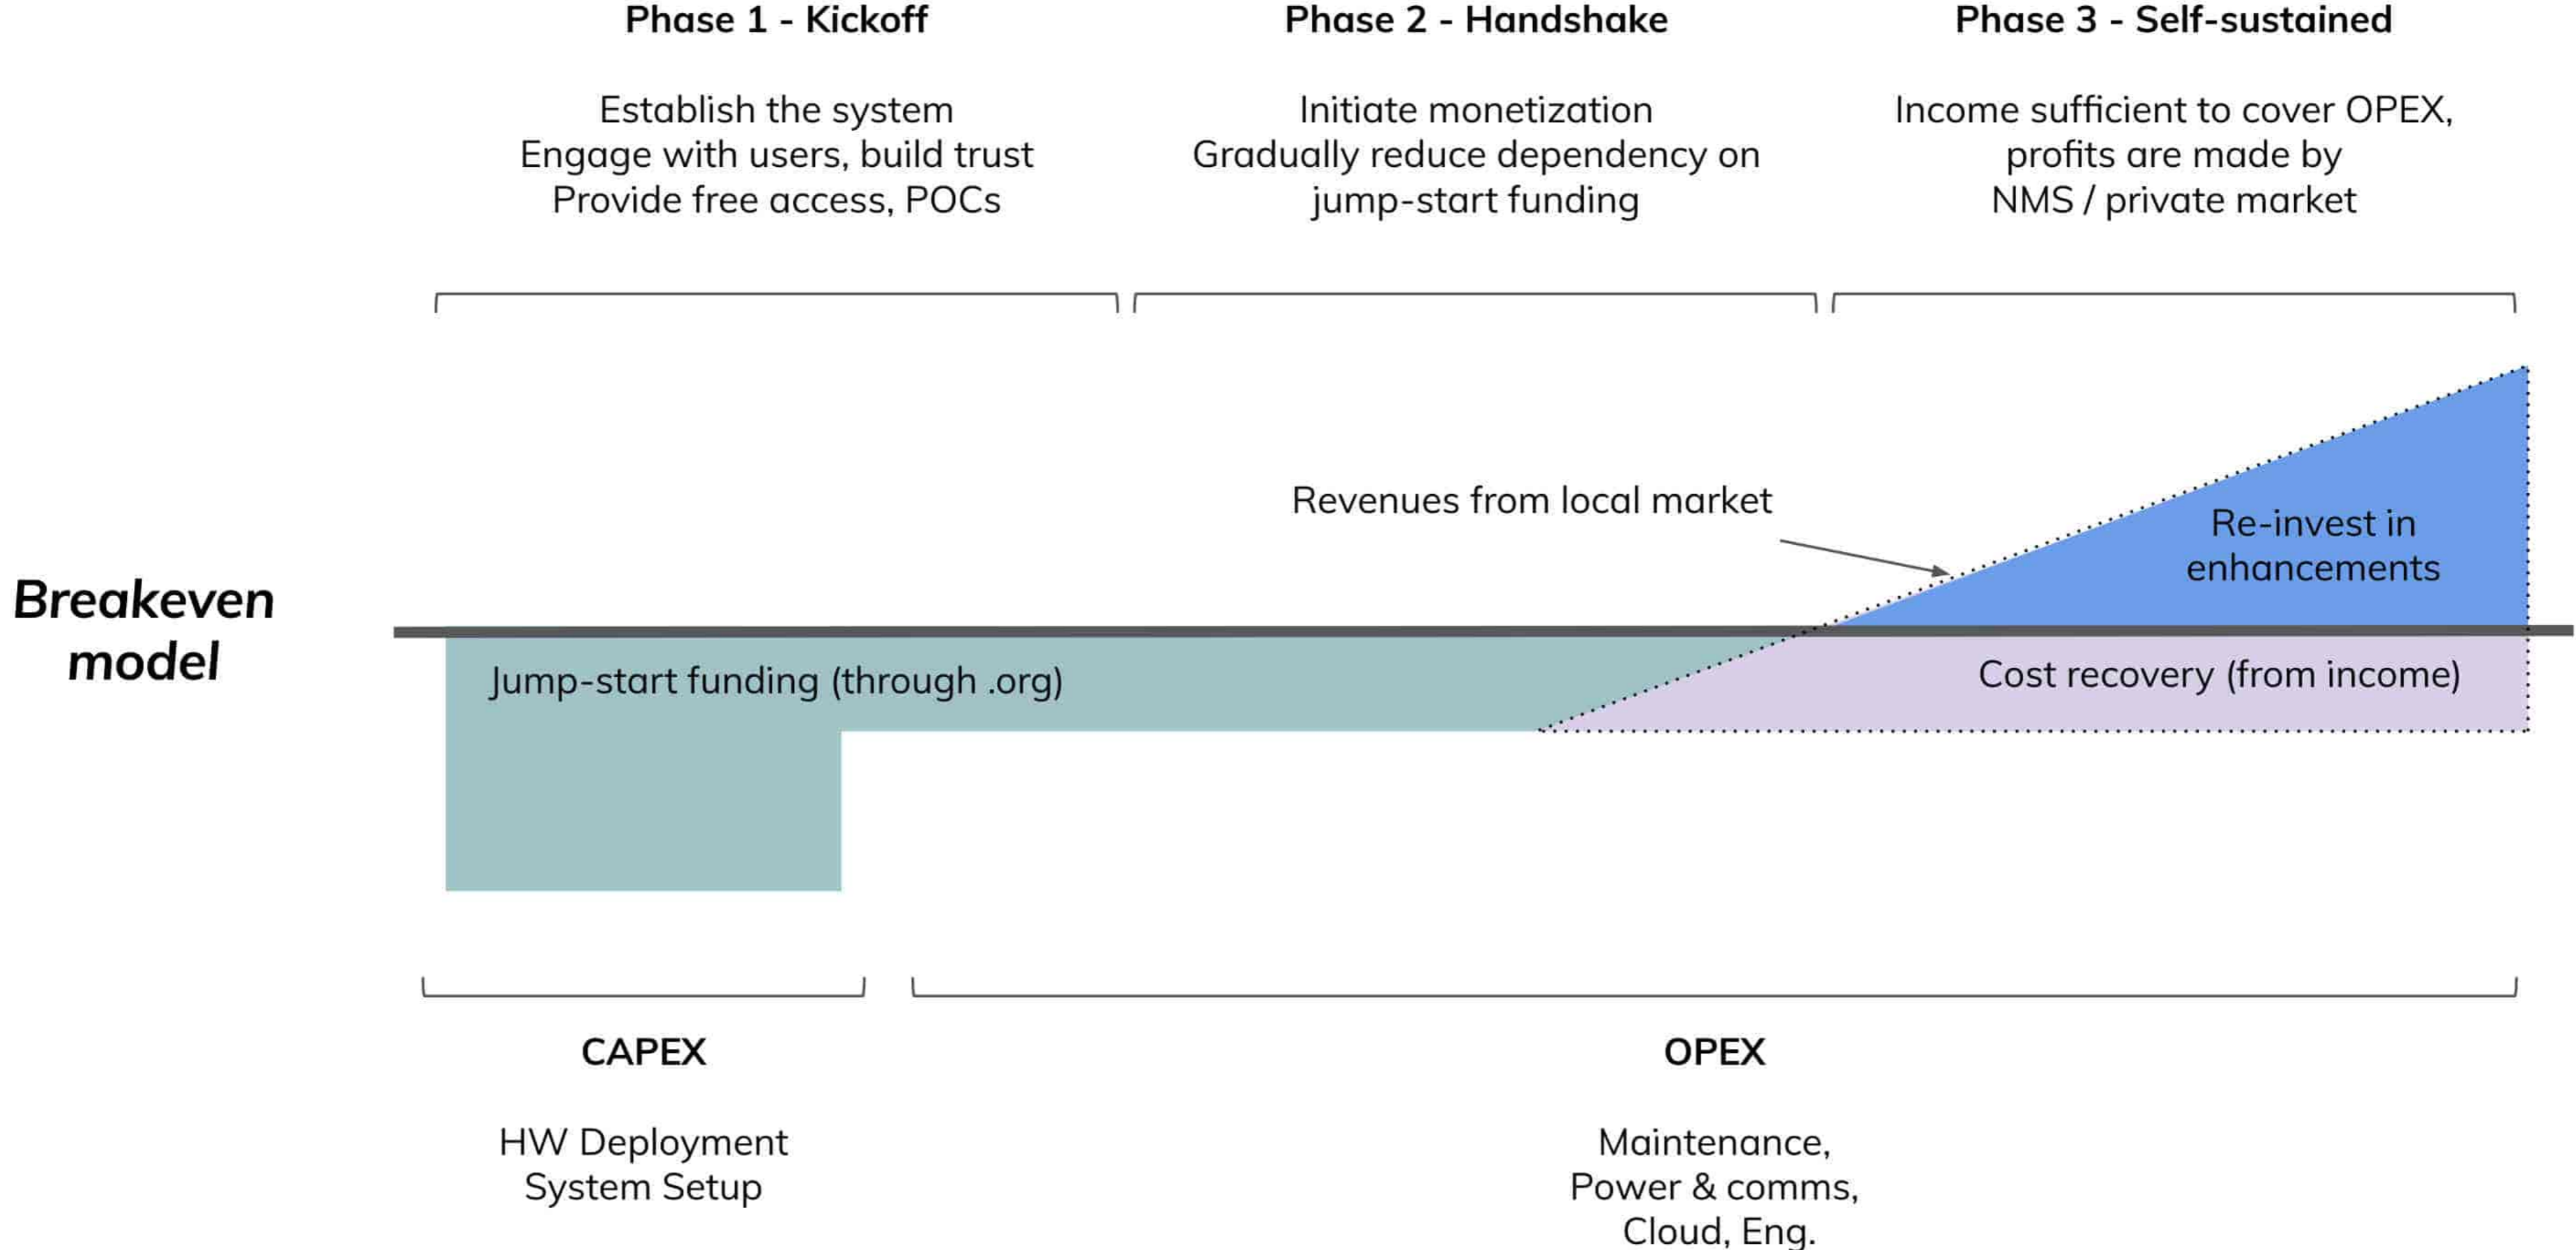 Phase 1 - Kickoff
Establish the system
Engage with users, build trust
Provide free access, POCs
Phase 2 - Handshake
Initiate monetization
Gradually reduce dependency on
jump-start funding
Phase 3 - Self-sustained
Income sufficient to cover OPEX,
profits are made by
NMS / private market
Breakeven
model
Revenues from local market
Re-invest in
enhancements
Jump-start funding (through .org)
Cost recovery (from income)
CAPEX
HW Deployment
System Setup
OPEX
Maintenance,
Power & comms,
Cloud, Eng.